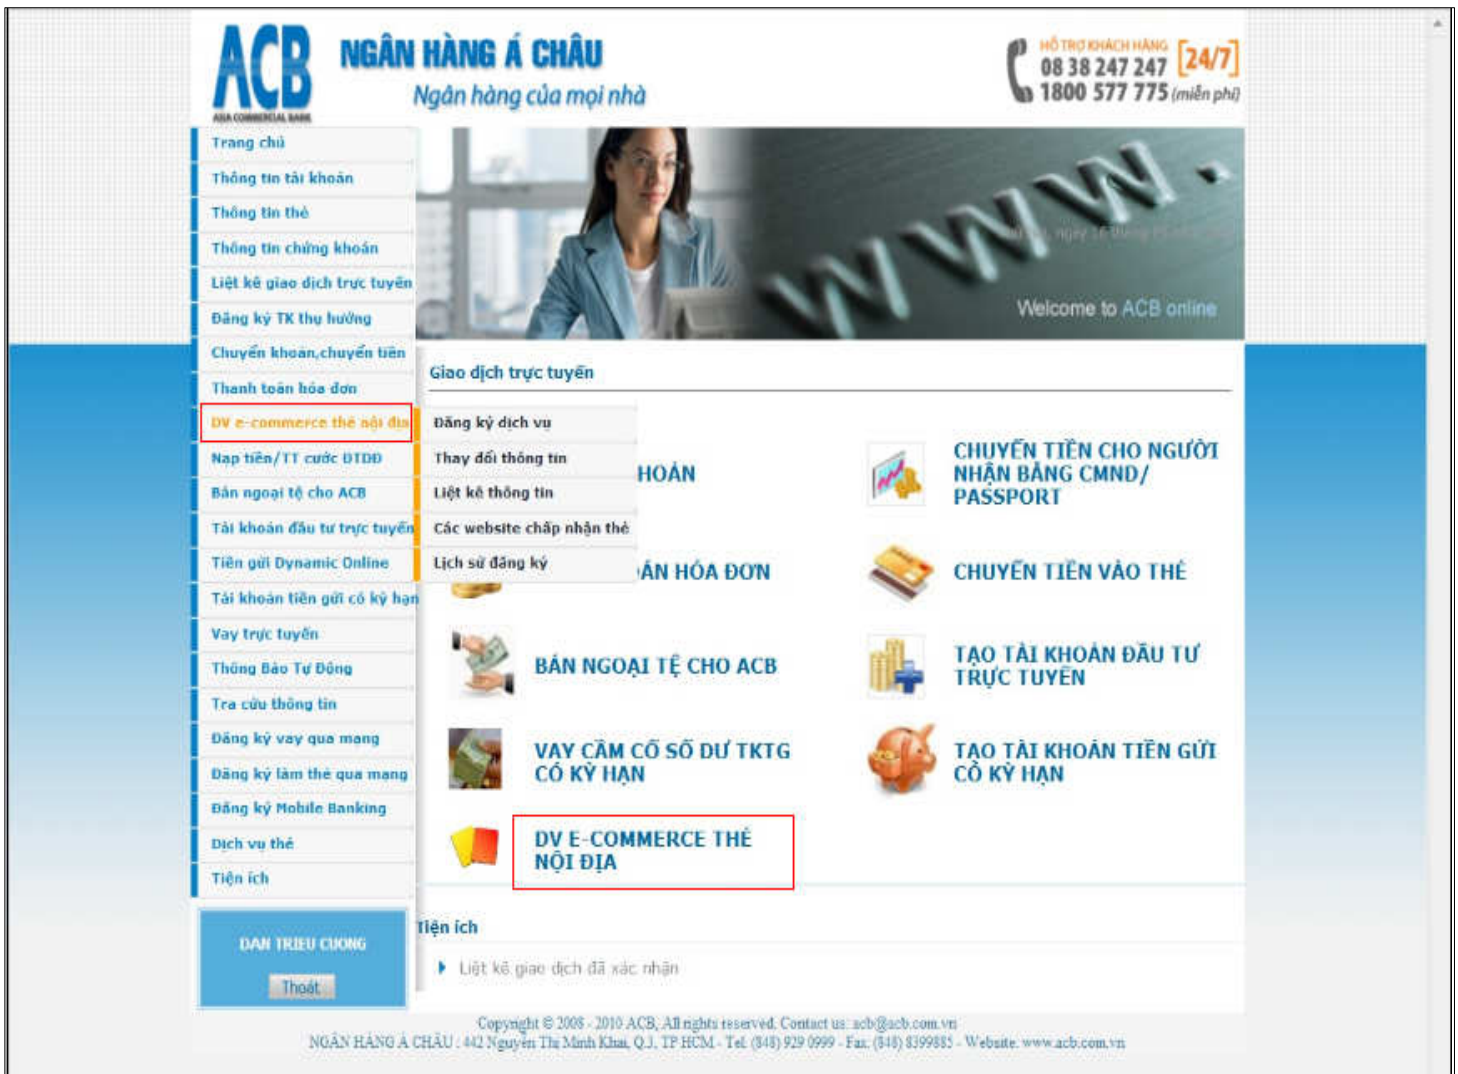 ACB
ASIA COMMERCIAL BANK
NGÂN HÀNG Á CHÂU
Ngân hàng của mọi nhà
HỖ TRỢ KHÁCH HÀNG
[24/7]
08 38 247 247
1800 577 775 (miễn phí)
Trang chủ
Thông tin tài khoản
Thông tin thẻ
Thông tin chứng khoán
Liệt kê giao dịch trực tuyến
Đăng ký TK thụ hưởng
Chuyển khoản,chuyển tiền
Thanh toán hóa đơn
DV e-commerce thẻ nội địa
Nạp tiền/TT cước ĐTDĐ
Bán ngoại tệ cho ACB
Tài khoản đầu tư trực tuyến
Tiền gửi Dynamic Online
Tài khoản tiền gửi có kỳ hạn
Vay trực tuyến
Thông Báo Tự Động
Tra cứu thông tin
Đăng ký vay qua mạng
Đăng ký làm thẻ qua mạng
Đăng ký Mobile Banking
Dịch vụ thẻ
Tiện ích
DAN TRIEU CUONG
Thoát
WWW.
Welcome to ACB online
Giao dịch trực tuyến
Đăng ký dịch vụ
Thay đổi thông tin
Liệt kê thông tin
Các website chấp nhận thẻ
Lịch sử đăng ký
HOẢN
CHUYỂN TIỀN CHO NGƯỜI
NHẬN BẰNG CMND/
PASSPORT
ÁN HÓA ĐƠN
CHUYỂN TIỀN VÀO THẺ
BÁN NGOẠI TỆ CHO ACB
TẠO TÀI KHOẢN ĐẦU TƯ
TRỰC TUYẾN
VAY CẦM CỐ SỐ DƯ TKTG
CÓ KỲ HẠN
TẠO TÀI KHOẢN TIỀN GỬI
CÓ KỲ HẠN
DV E-COMMERCE THẺ
NỘI ĐỊA
Tiện ích
Liệt kê giao dịch đã xác nhận
Copyright © 2008 - 2010 ACB, All rights reserved. Contact us: acb@acb.com.vn
NGÂN HÀNG Á CHÂU : 442 Nguyễn Thị Minh Khai, Q.3, TP HCM - Tel: (848) 929 0999 - Fax: (848) 8399885 - Website: www.acb.com.vn